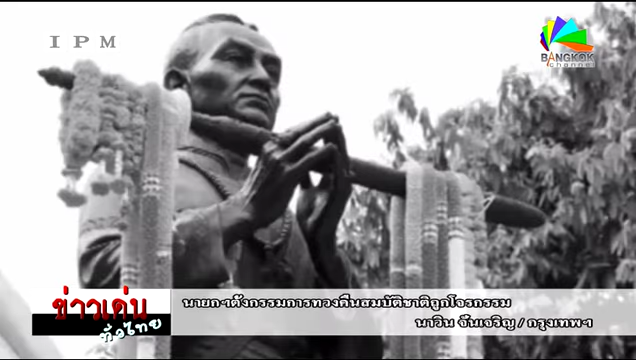 I P M
BANGKOK
channel
ข่าวเด่น
ทั่วไทย
นายกฯตั้งกรรมการทวงคืนสมบัติชาติถูกโจรกรรม
นาวิน อิ่นเจริญ / กรุงเทพฯ